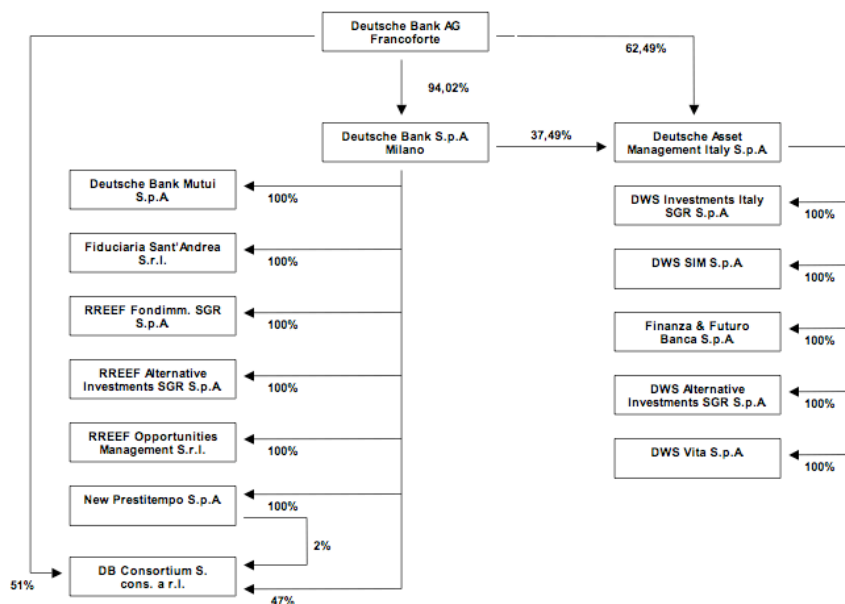 Deutsche Bank AG
Francoforte
62,49%
94,02%
Deutsche Bank S.p.A.
Milano
37,49%
Deutsche Asset
Management Italy S.p.A.
Deutsche Bank Mutui
S.p.A.
100%
DWS Investments Italy
SGR S.p.A.
100%
Fiduciaria Sant'Andrea
S.r.l.
100%
DWS SIM S.p.A.
100%
RREEF Fondimm. SGR
S.p.A.
100%
Finanza & Futuro
Banca S.p.A.
100%
RREEF Alternative
Investments SGR S.p.A.
100%
DWS Alternative
Investments SGR S.p.A.
100%
RREEF Opportunities
Management S.r.l.
100%
DWS Vita S.p.A.
100%
New Prestitempo S.p.A.
100%
2%
DB Consortium S.
cons. a r.l.
51%
47%